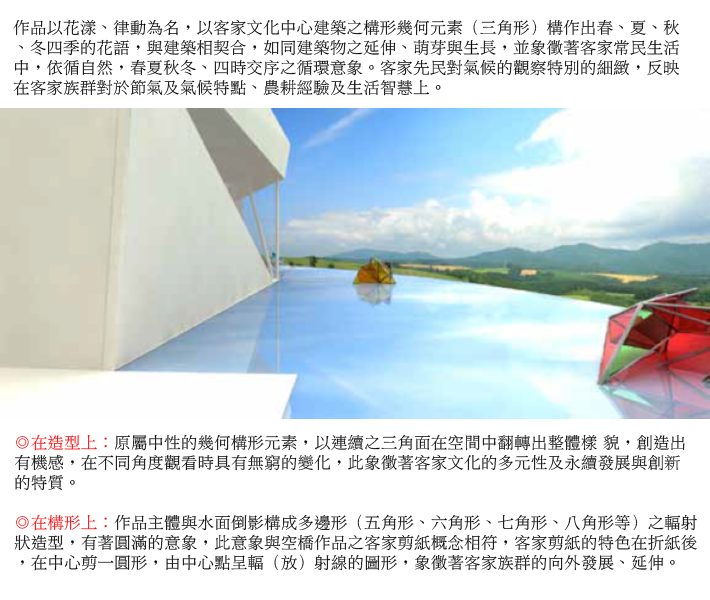 作品以花漾、律動為名，以客家文化中心建築之構形幾何元素（三角形）構作出春、夏、秋
、冬四季的花語，與建築相契合，如同建築物之延伸、萌芽與生長，並象徵著客家常民生活
中，依循自然，春夏秋冬、四時交序之循環意象。客家先民對氣候的觀察特別的細緻，反映
在客家族群對於節氣及氣候特點、農耕經驗及生活智慧上。
◎在造型上：原屬中性的幾何構形元素，以連續之三角面在空間中翻轉出整體樣 貌，創造出
有機感，在不同角度觀看時具有無窮的變化，此象徵著客家文化的多元性及永續發展與創新
的特質。
◎在構形上：作品主體與水面倒影構成多邊形（五角形、六角形、七角形、八角形等）之輻射
狀造型，有著圓滿的意象，此意象與空橋作品之客家剪紙概念相符，客家剪紙的特色在折紙後
，在中心剪一圓形，由中心點呈輻（放）射線的圖形，象徵著客家族群的向外發展、延伸。